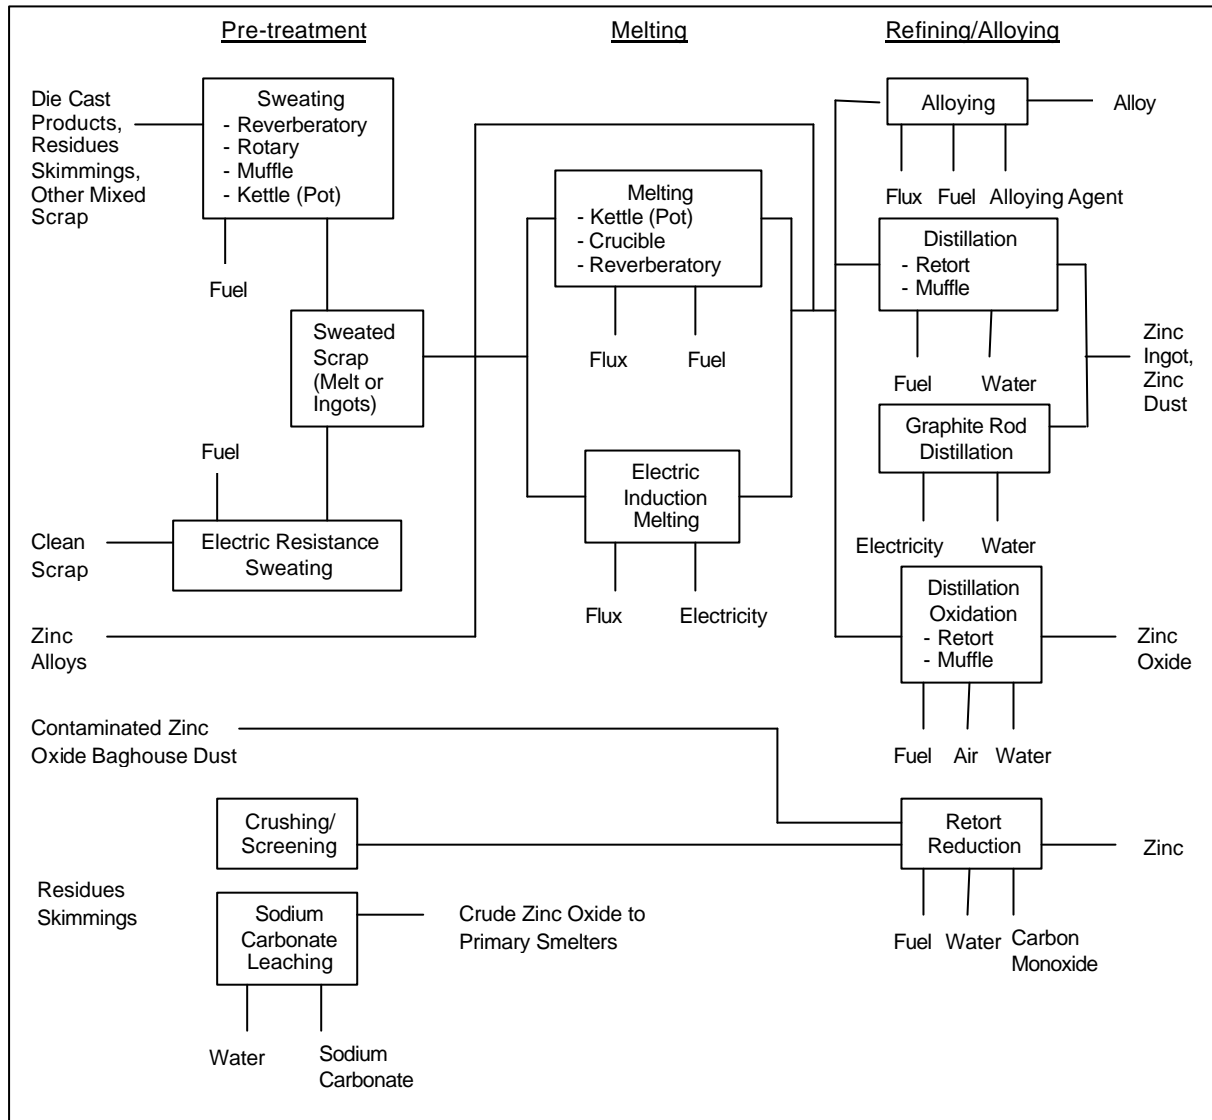 Pre-treatment
Melting
Refining/Alloying
Die Cast
Products,
Residues
Skimmings,
Other Mixed
Scrap
Sweating
- Reverberatory
- Rotary
- Muffle
- Kettle (Pot)
Fuel
Sweated
Scrap
(Melt or
Ingots)
Fuel
Clean
Scrap
Electric Resistance
Sweating
Zinc
Alloys
Contaminated Zinc
Oxide Baghouse Dust
Crushing/
Screening
Residues
Skimmings
Sodium
Carbonate
Leaching
Crude Zinc Oxide to
Primary Smelters
Water
Sodium
Carbonate
Melting
- Kettle (Pot)
- Crucible
- Reverberatory
Flux
Fuel
Electric
Induction
Melting
Flux
Electricity
Alloying
Alloy
Flux
Fuel
Alloying Agent
Distillation
- Retort
- Muffle
Fuel
Water
Zinc
Ingot,
Zinc
Dust
Graphite Rod
Distillation
Electricity
Water
Distillation
Oxidation
- Retort
- Muffle
Zinc
Oxide
Fuel
Air
Water
Retort
Reduction
Zinc
Fuel
Water
Carbon
Monoxide